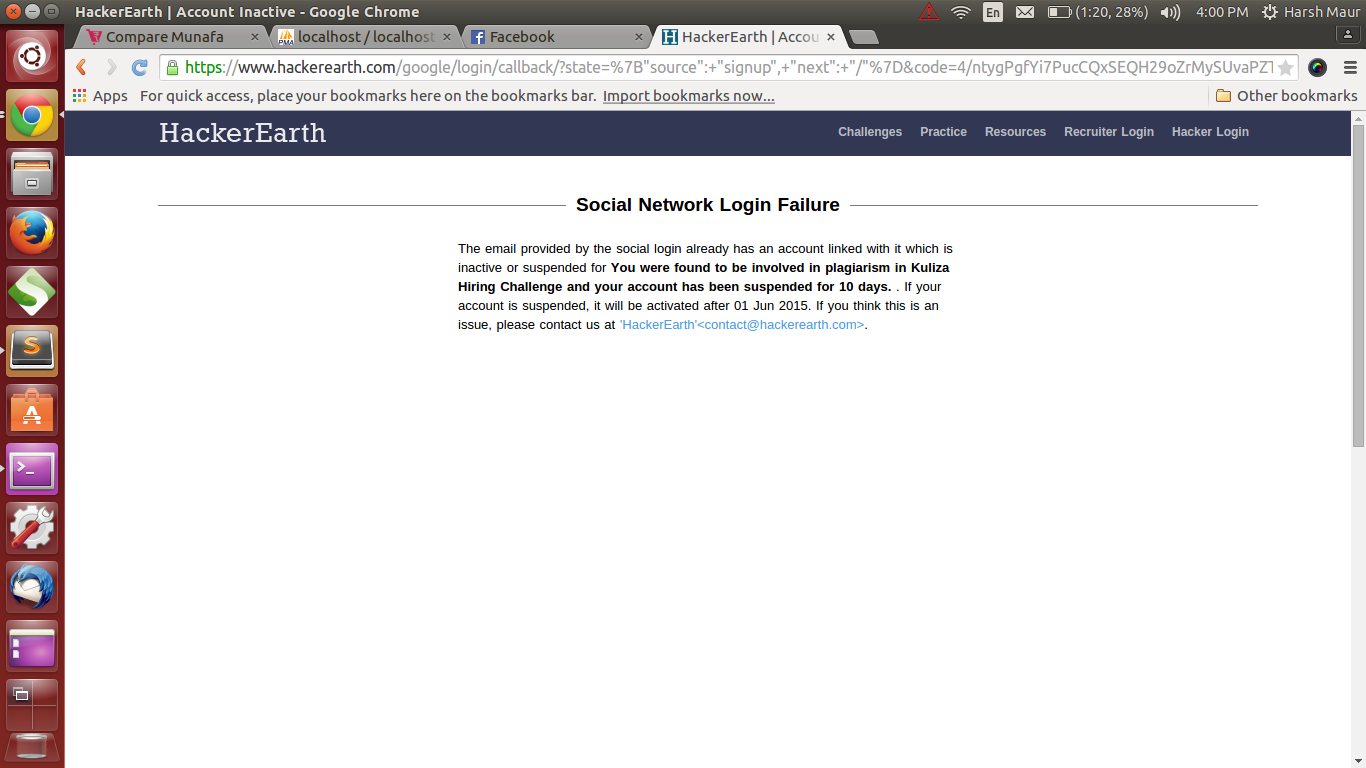 HackerEarth | Account Inactive - Google Chrome
En
(1:20, 28%)
4:00 PM
Harsh Maur
Compare Munafa
localhost / localhost
Facebook
HackerEarth | Accou
https://www.hackerearth.com/google/login/callback/?state=%7B"source":+"signup",+"next":+"/"%7D&code=4/ntygPgfYi7PucCQxSEQH29oZrMySUvaPZT
Apps For quick access, place your bookmarks here on the bookmarks bar. Import bookmarks now...
Other bookmarks
HackerEarth
Challenges Practice Resources Recruiter Login Hacker Login
Social Network Login Failure
The email provided by the social login already has an account linked with it which is
inactive or suspended for You were found to be involved in plagiarism in Kuliza
Hiring Challenge and your account has been suspended for 10 days. . If your
account is suspended, it will be activated after 01 Jun 2015. If you think this is an
issue, please contact us at 'HackerEarth'<contact@hackerearth.com>.